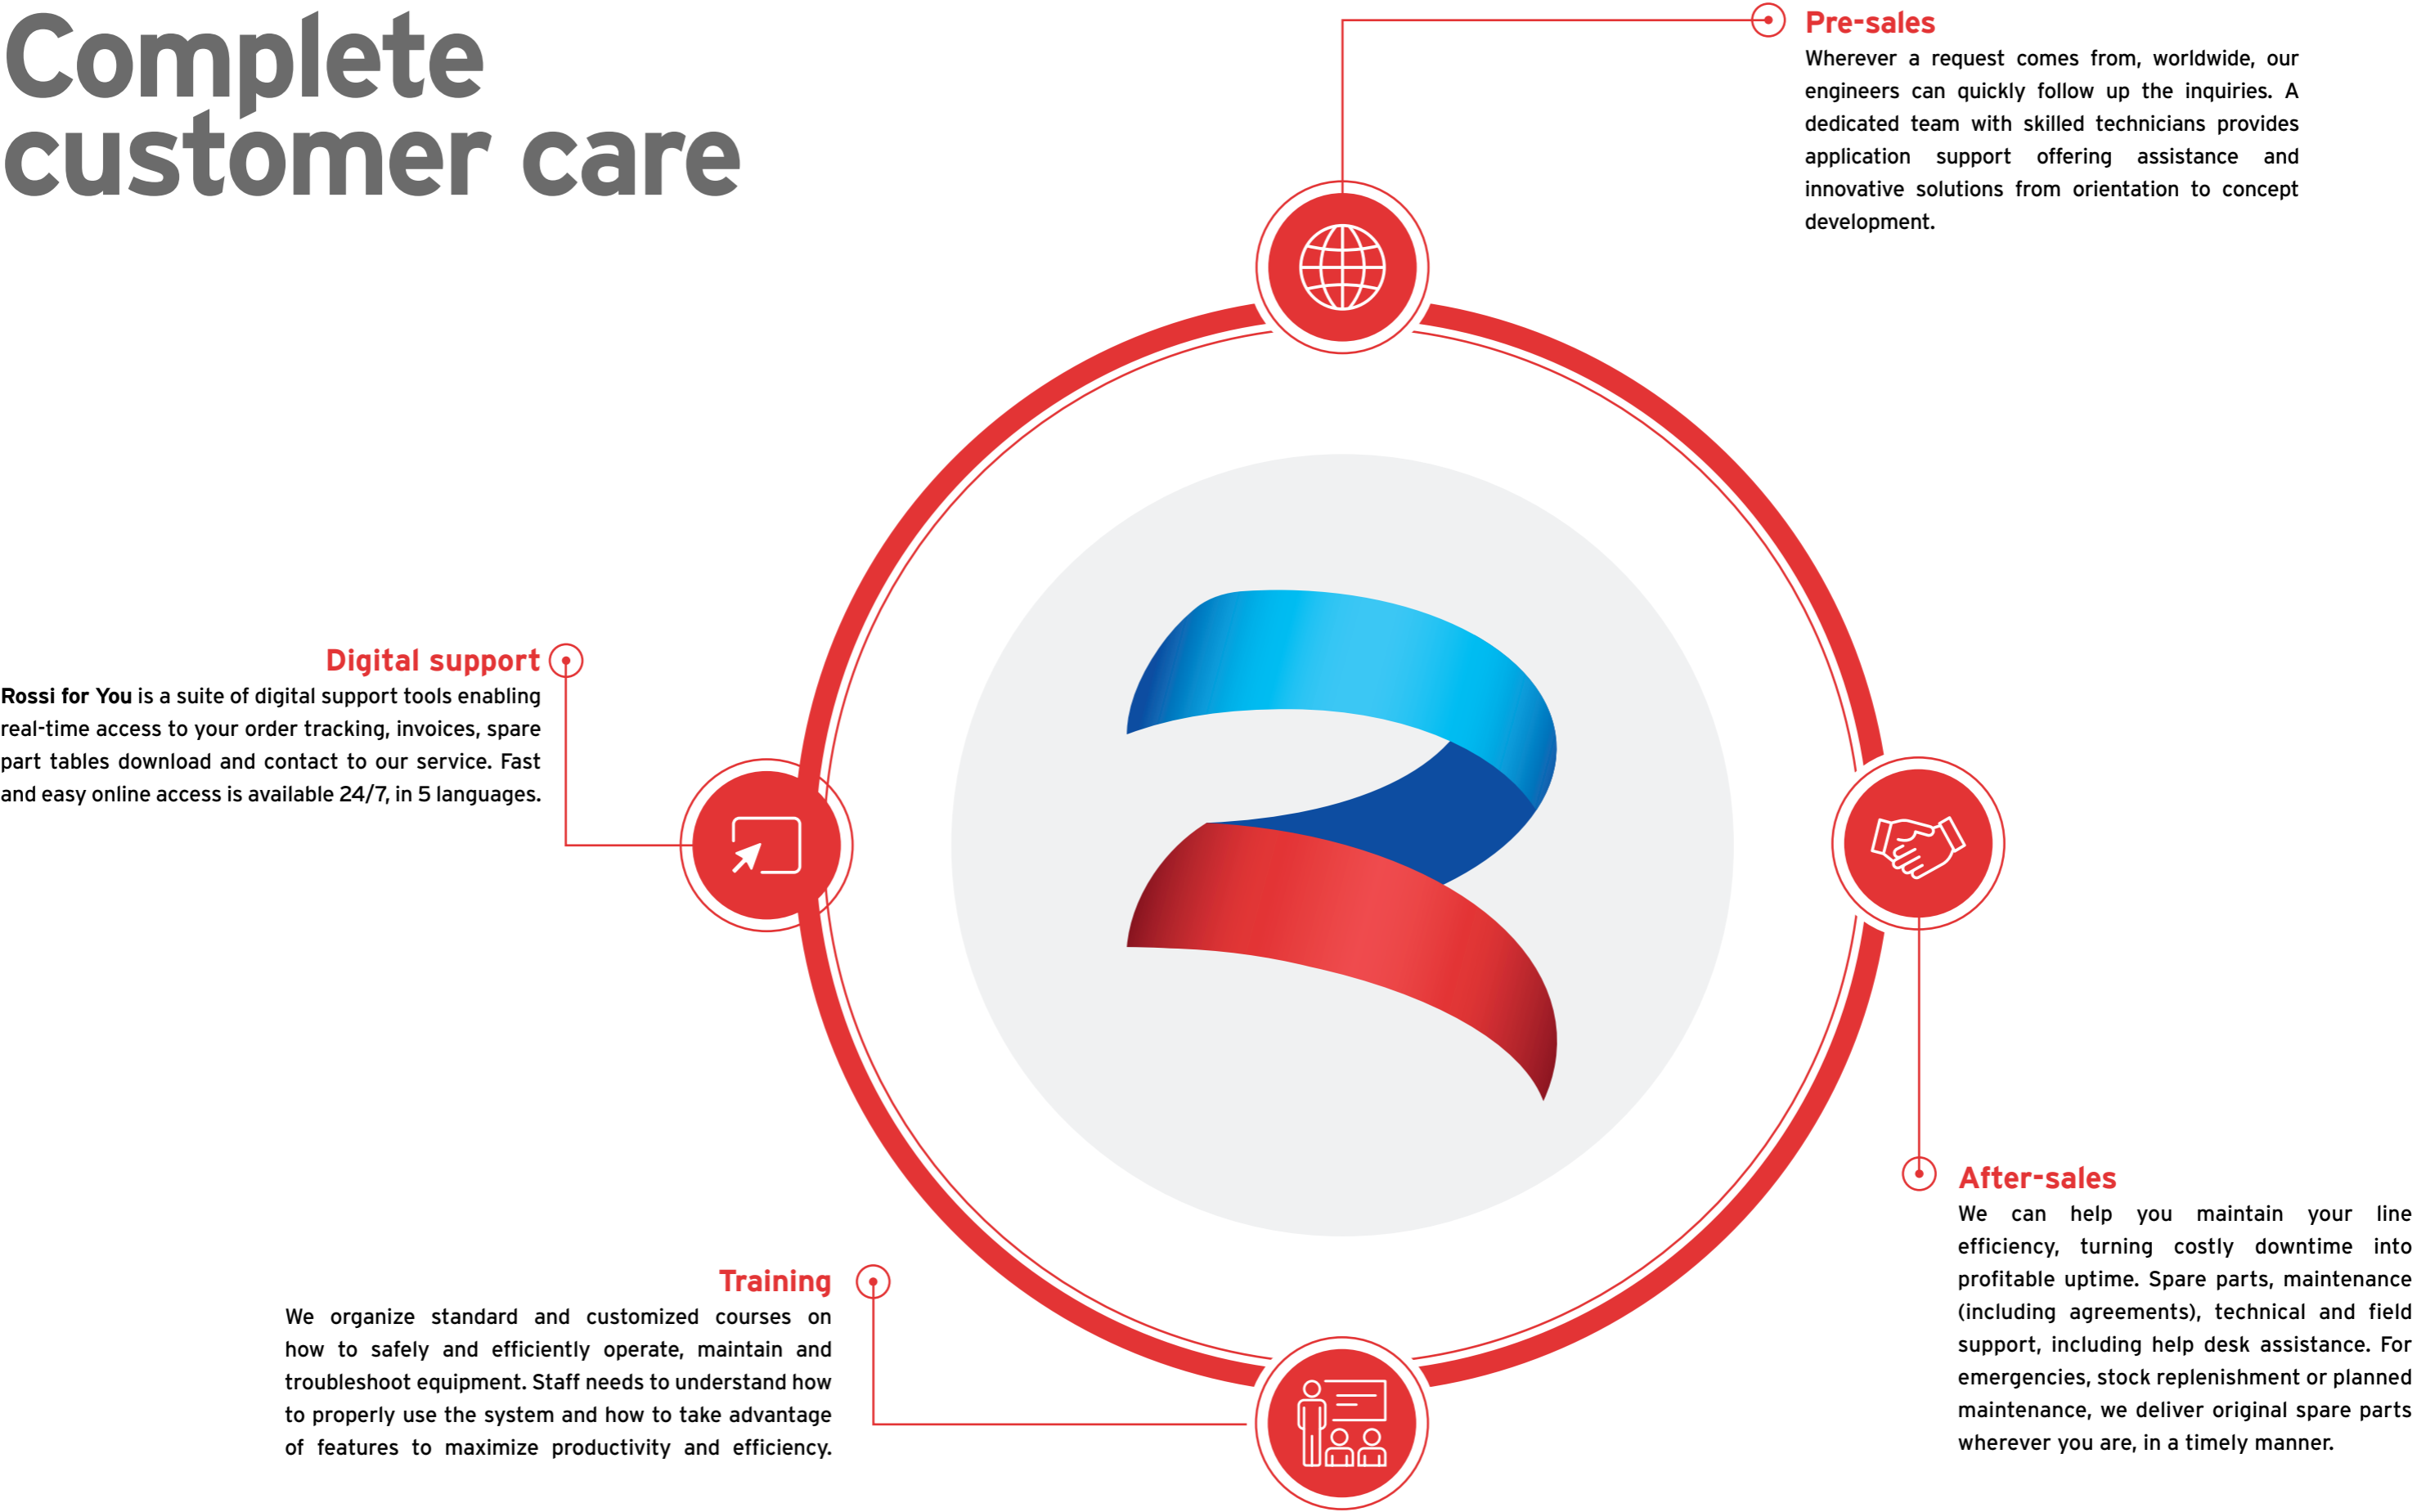 Complete
customer care
Pre-sales
Wherever a request comes from, worldwide, our
engineers can quickly follow up the inquiries. A
dedicated team with skilled technicians provides
application support offering assistance and
innovative solutions from orientation to concept
development.
Digital support
Rossi for You is a suite of digital support tools enabling
real-time access to your order tracking, invoices, spare
part tables download and contact to our service. Fast
and easy online access is available 24/7, in 5 languages.
After-sales
We can help you maintain your line
efficiency, turning costly downtime into
profitable uptime. Spare parts, maintenance
(including agreements), technical and field
support, including help desk assistance. For
emergencies, stock replenishment or planned
maintenance, we deliver original spare parts
wherever you are, in a timely manner.
Training
We organize standard and customized courses on
how to safely and efficiently operate, maintain and
troubleshoot equipment. Staff needs to understand how
to properly use the system and how to take advantage
of features to maximize productivity and efficiency.